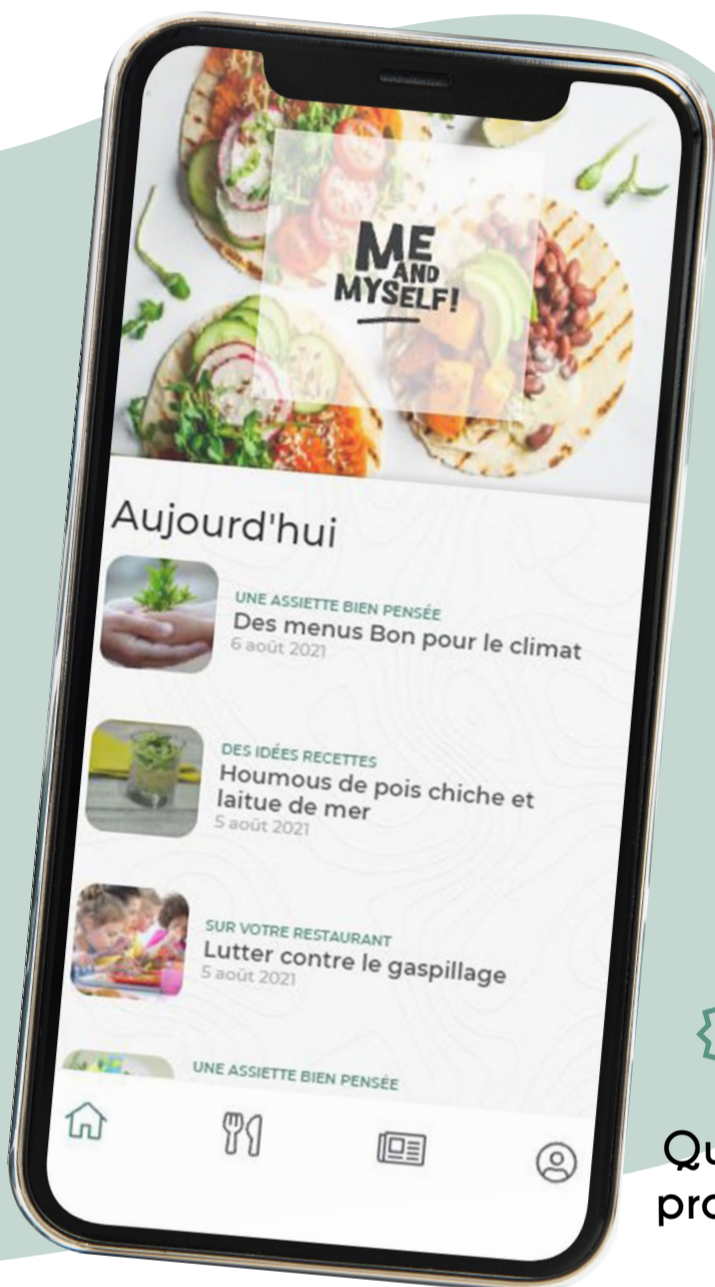 ME
AND
MYSELF!
Aujourd'hui
UNE ASSIETTE BIEN PENSÉE
Des menus Bon pour le climat
6 août 2021
DES IDÉES RECETTES
Houmous de pois chiche et
laitue de mer
5 août 2021
SUR VOTRE RESTAURANT
Lutter contre le gaspillage
5 août 2021
UNE ASSIETTE BIEN PENSÉE
Qu
pro